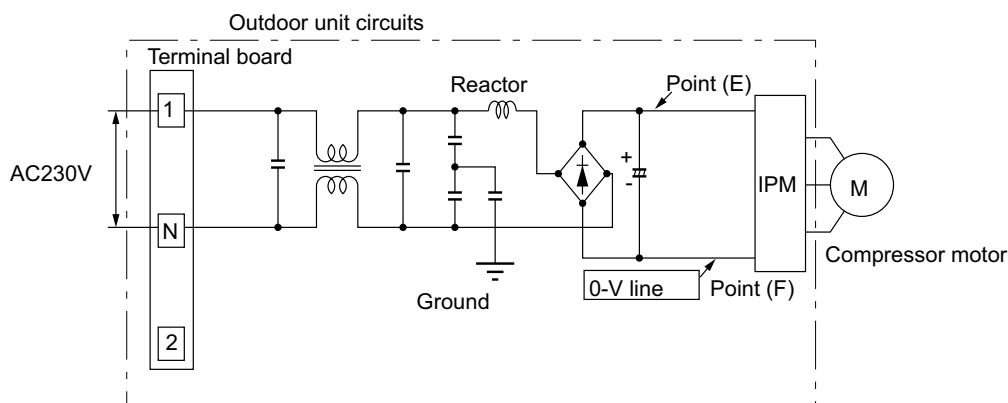 Outdoor unit circuits
Terminal board
1
Reactor
Point (E)
AC230V
+
-
IPM
M
N
Compressor motor
Ground
0-V line
Point (F)
2